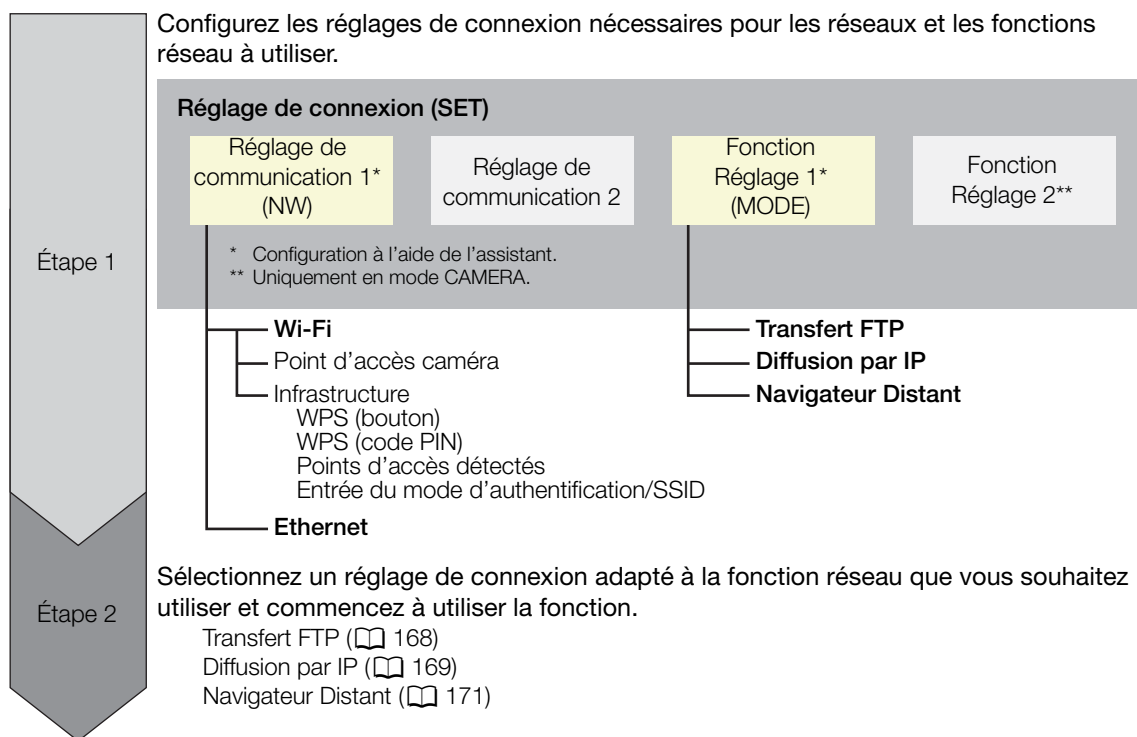 Configurez les réglages de connexion nécessaires pour les réseaux et les fonctions
réseau à utiliser.
Réglage de connexion (SET)
Réglage de
communication 1*
(NW)
Réglage de
communication 2
Fonction
Réglage 1*
(MODE)
Fonction
Réglage 2**
* Configuration à l’aide de l’assistant.
** Uniquement en mode CAMERA.
Étape 1
Wi-Fi
Point d’accès caméra
Infrastructure
WPS (bouton)
WPS (code PIN)
Points d’accès détectés
Entrée du mode d’authentification/SSID
Ethernet
Transfert FTP
Diffusion par IP
Navigateur Distant
Étape 2
Sélectionnez un réglage de connexion adapté à la fonction réseau que vous souhaitez
utiliser et commencez à utiliser la fonction.
Transfert FTP (📖 168)
Diffusion par IP (📖 169)
Navigateur Distant (📖 171)